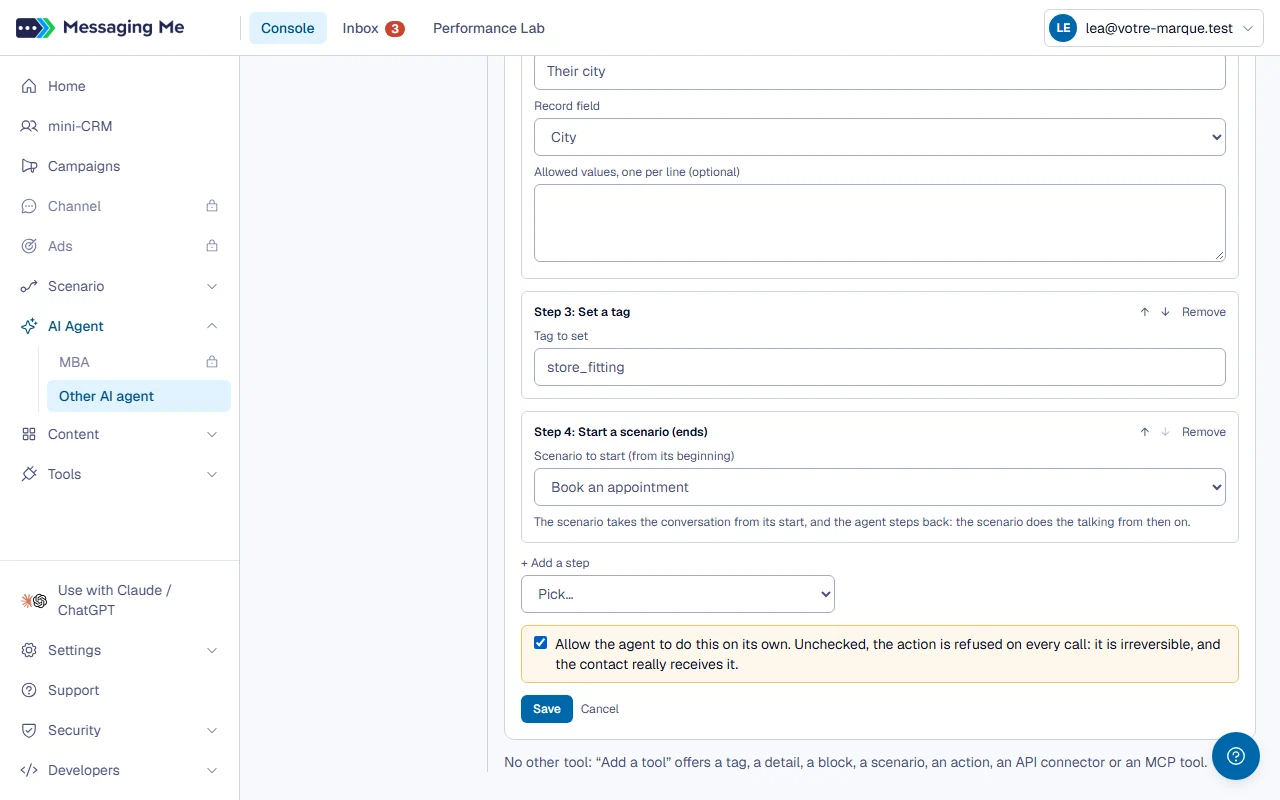 Messaging Me
Console
Inbox 3
Performance Lab
LE lea@votre-marque.test
Home
mini-CRM
Campaigns
Channel
Ads
Scenario
AI Agent
MBA
Other AI agent
Content
Tools
Use with Claude /
ChatGPT
Settings
Support
Security
Developers
Their city
Record field
City
Allowed values, one per line (optional)
Step 3: Set a tag
↑ ↓ Remove
Tag to set
store_fitting
Step 4: Start a scenario (ends)
↑ ↓ Remove
Scenario to start (from its beginning)
Book an appointment
The scenario takes the conversation from its start, and the agent steps back: the scenario does the talking from then on.
+ Add a step
Pick...
Allow the agent to do this on its own. Unchecked, the action is refused on every call: it is irreversible, and
the contact really receives it.
Save
Cancel
No other tool: “Add a tool” offers a tag, a detail, a block, a scenario, an action, an API connector or an MCP tool.